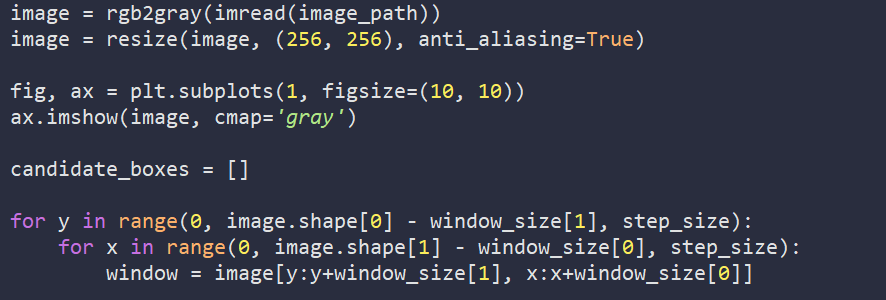 image = rgb2gray(imread(image_path))
image = resize(image, (256, 256), anti_aliasing=True)
fig, ax = plt.subplots(1, figsize=(10, 10))
ax.imshow(image, cmap='gray')
candidate_boxes = []
for y in range(0, image.shape[0] - window_size[1], step_size):
    for x in range(0, image.shape[1] - window_size[0], step_size):
        window = image[y:y+window_size[1], x:x+window_size[0]]